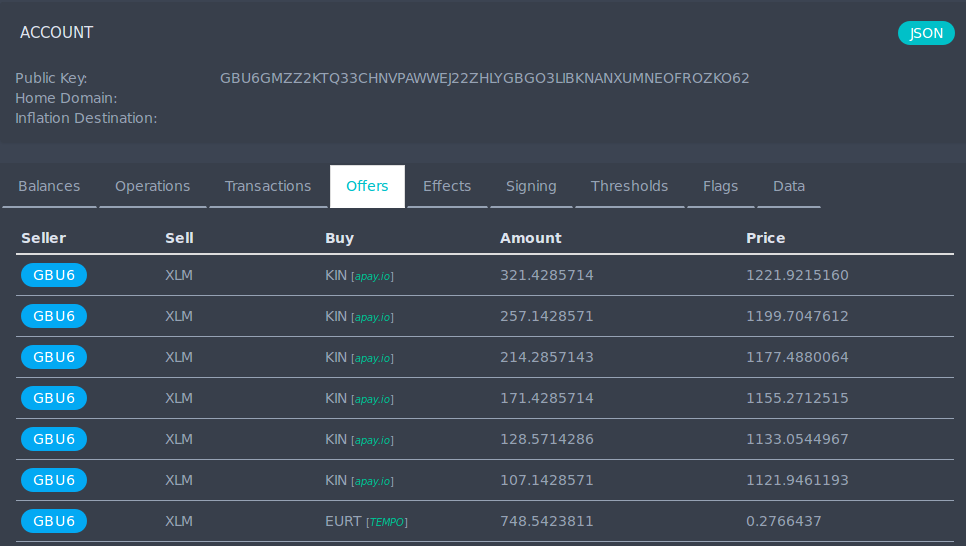 ACCOUNT JSON
Public Key: GBU6GMZZ2KTQ33CHNVPAWWEJ22ZHLYGBGO3LIBKNANXUMNEOFROZKO62
Home Domain:
Inflation Destination:
Balances Operations Transactions Offers Effects Signing Thresholds Flags Data
Seller Sell Buy Amount Price
GBU6 XLM KIN [apay.io] 321.4285714 1221.9215160
GBU6 XLM KIN [apay.io] 257.1428571 1199.7047612
GBU6 XLM KIN [apay.io] 214.2857143 1177.4880064
GBU6 XLM KIN [apay.io] 171.4285714 1155.2712515
GBU6 XLM KIN [apay.io] 128.5714286 1133.0544967
GBU6 XLM KIN [apay.io] 107.1428571 1121.9461193
GBU6 XLM EURT [TEMPO] 748.5423811 0.2766437